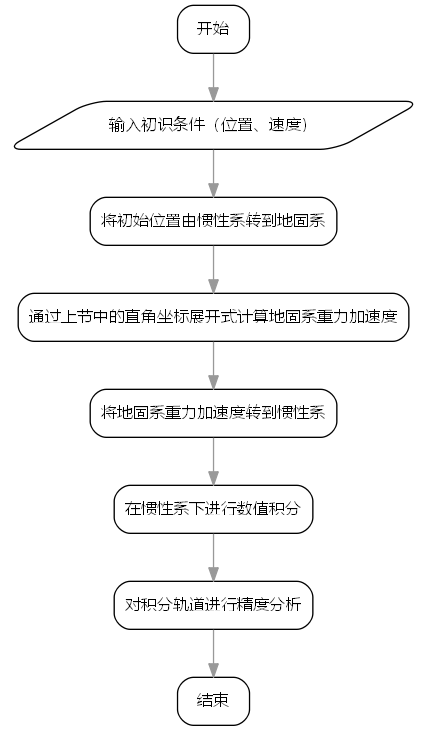 开始
输入初识条件（位置、速度）
将初始位置由惯性系转到地固系
通过上节中的直角坐标展开式计算地固系重力加速度
将地固系重力加速度转到惯性系
在惯性系下进行数值积分
对积分轨道进行精度分析
结束